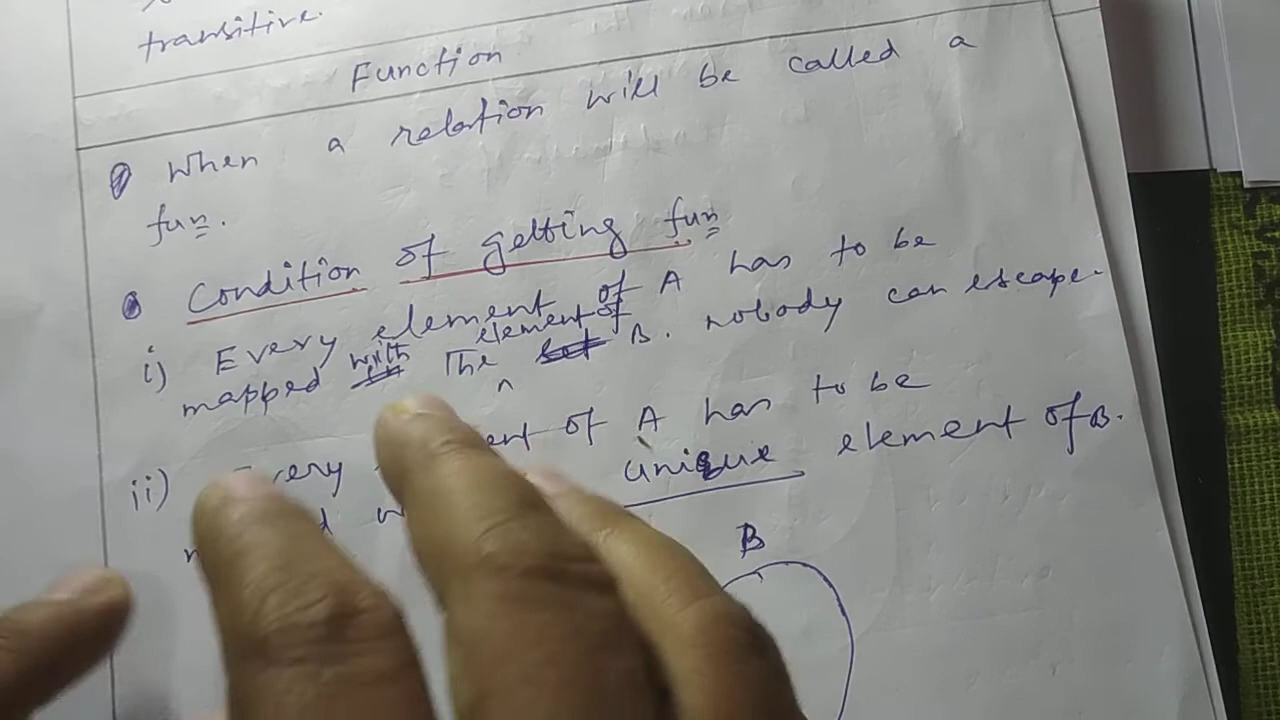 transitive.
Function
When a relation will be called a
fun.
Condition of getting fun
i) Every element of A has to be
mapped with the element of B. nobody can escape.
ii) ent of A has to be
unique element of B.
B